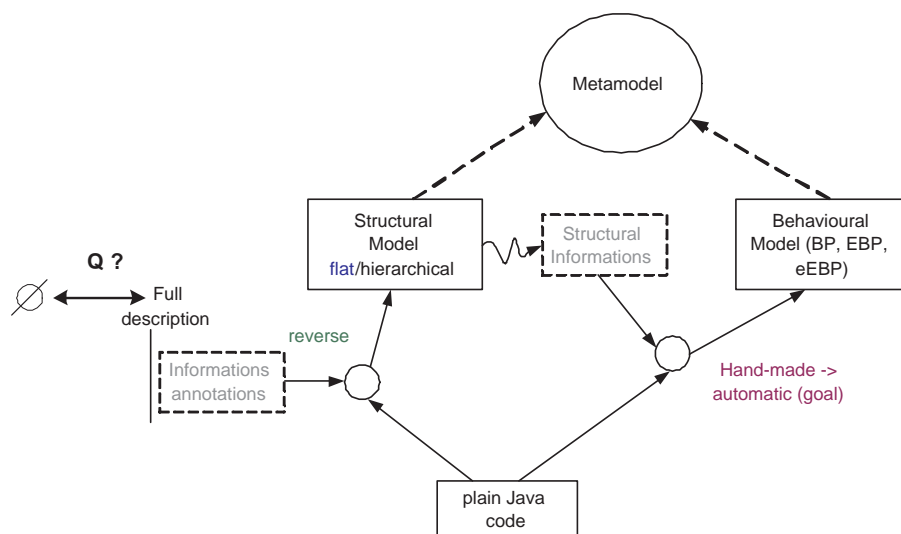 Metamodel
Structural
Model
flat/hierarchical
Structural
Informations
Behavioural
Model (BP, EBP,
eEBP)
Q ?
Full
description
reverse
Informations
annotations
Hand-made ->
automatic (goal)
plain Java
code